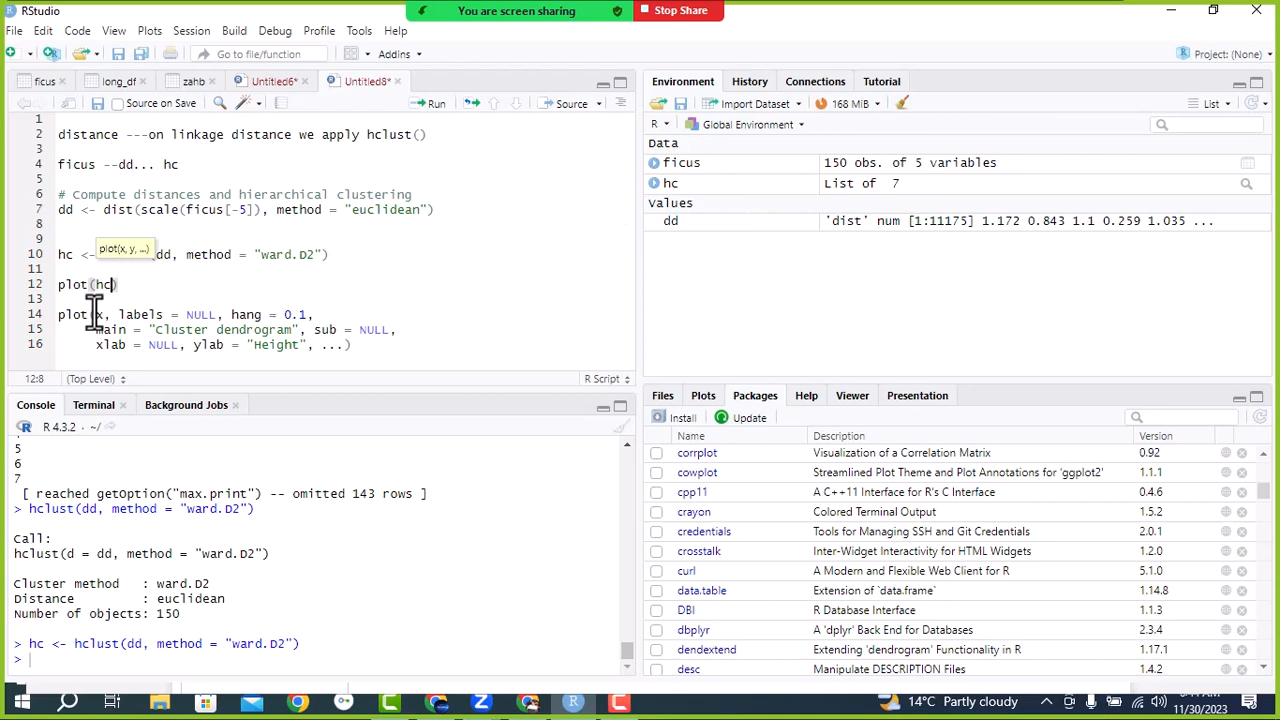 RStudio
You are screen sharing
Stop Share
File Edit Code View Plots Session Build Debug Profile Tools Help
Go to file/function
Addins
Project: (None)
ficus
long_df
zahb
Untitled6*
Untitled8*
Source on Save
Run
Source
1
2 distance ---on linkage distance we apply hclust()
3
4 ficus --dd... hc
5
6 # Compute distances and hierarchical clustering
7 dd <- dist(scale(ficus[-5]), method = "euclidean")
8
9
plot(x, y, ...)
10 hc <- dd, method = "ward.D2")
11
12 plot(hc)
13
14 plot(x, labels = NULL, hang = 0.1,
15 main = "Cluster dendrogram", sub = NULL,
16 xlab = NULL, ylab = "Height", ...)
12:8 (Top Level) R Script
Console Terminal Background Jobs
R 4.3.2 · ~/
5
6
7
[ reached getOption("max.print") -- omitted 143 rows ]
> hclust(dd, method = "ward.D2")
Call:
hclust(d = dd, method = "ward.D2")
Cluster method : ward.D2
Distance : euclidean
Number of objects: 150
> hc <- hclust(dd, method = "ward.D2")
>
Environment History Connections Tutorial
Import Dataset
168 MiB
List
R
Global Environment
Data
ficus 150 obs. of 5 variables
hc List of 7
Values
dd 'dist' num [1:11175] 1.172 0.843 1.1 0.259 1.035 ...
Files Plots Packages Help Viewer Presentation
Install
Update
Name Description Version
corrplot Visualization of a Correlation Matrix 0.92
cowplot Streamlined Plot Theme and Plot Annotations for 'ggplot2' 1.1.1
cpp11 A C++11 Interface for R's C Interface 0.4.6
crayon Colored Terminal Output 1.5.2
credentials Tools for Managing SSH and Git Credentials 2.0.1
crosstalk Inter-Widget Interactivity for HTML Widgets 1.2.0
curl A Modern and Flexible Web Client for R 5.1.0
data.table Extension of `data.frame` 1.14.8
DBI R Database Interface 1.1.3
dbplyr A 'dplyr' Back End for Databases 2.3.4
dendextend Extending 'dendrogram' Functionality in R 1.17.1
desc Manipulate DESCRIPTION Files 1.4.2
14°C Partly cloudy
11/30/2023